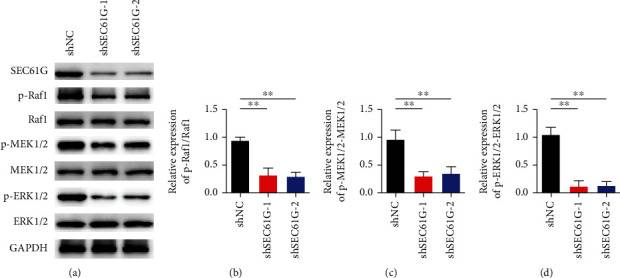 shNC
shSEC61G-1
shSEC61G-2
SEC61G
p-Raf1
Raf1
p-MEK1/2
MEK1/2
p-ERK1/2
ERK1/2
GAPDH
(a)
Relative expression
of p-Raf1/Raf1
1.5
1.0
0.5
0.0
**
**
shNC
shSEC61G-1
shSEC61G-2
(b)
Relative expression
of p-MEK1/2-MEK1/2
1.5
1.0
0.5
0.0
**
**
shNC
shSEC61G-1
shSEC61G-2
(c)
Relative expression
of p-ERK1/2-ERK1/2
1.5
1.0
0.5
0.0
**
**
shNC
shSEC61G-1
shSEC61G-2
(d)